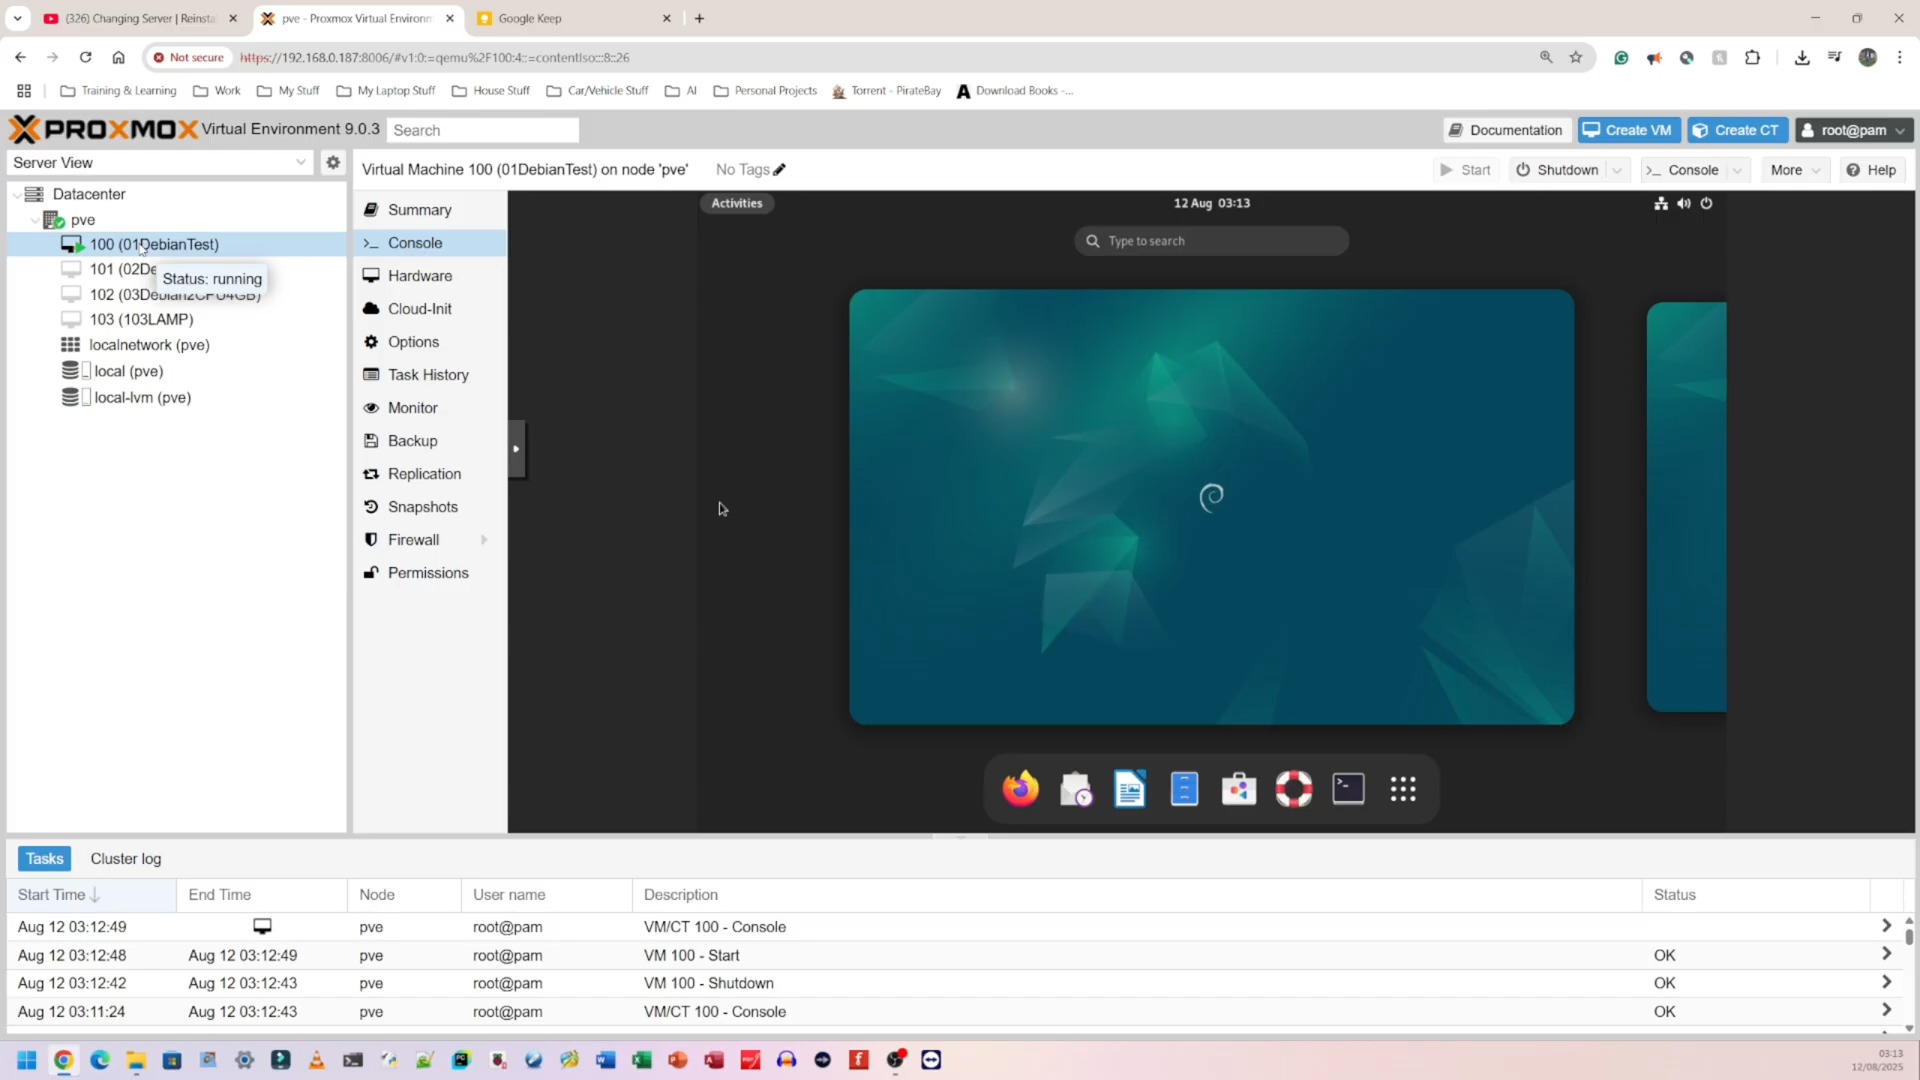 (326) Changing Server | Reinsta
pve - Proxmox Virtual Environm
Google Keep
Not secure
https://192.168.0.187:8006/#v1:0:=qemu%2F100:4::=contentIso:::8::26
Training & Learning
Work
My Stuff
My Laptop Stuff
House Stuff
Car/Vehicle Stuff
AI
Personal Projects
Torrent - PirateBay
Download Books -...
PROXMOX Virtual Environment 9.0.3
Search
Documentation
Create VM
Create CT
root@pam
Server View
Virtual Machine 100 (01DebianTest) on node 'pve'
No Tags
Start
Shutdown
Console
More
Help
Datacenter
pve
100 (01DebianTest)
101 (02De
Status: running
102 (03Debian2CPU4GB)
103 (103LAMP)
localnetwork (pve)
local (pve)
local-lvm (pve)
Summary
Console
Hardware
Cloud-Init
Options
Task History
Monitor
Backup
Replication
Snapshots
Firewall
Permissions
Activities
12 Aug 03:13
Type to search
Tasks
Cluster log
Start Time
End Time
Node
User name
Description
Status
Aug 12 03:12:49
pve
root@pam
VM/CT 100 - Console
Aug 12 03:12:48
Aug 12 03:12:49
pve
root@pam
VM 100 - Start
OK
Aug 12 03:12:42
Aug 12 03:12:43
pve
root@pam
VM 100 - Shutdown
OK
Aug 12 03:11:24
Aug 12 03:12:43
pve
root@pam
VM/CT 100 - Console
OK
03:13
12/08/2025